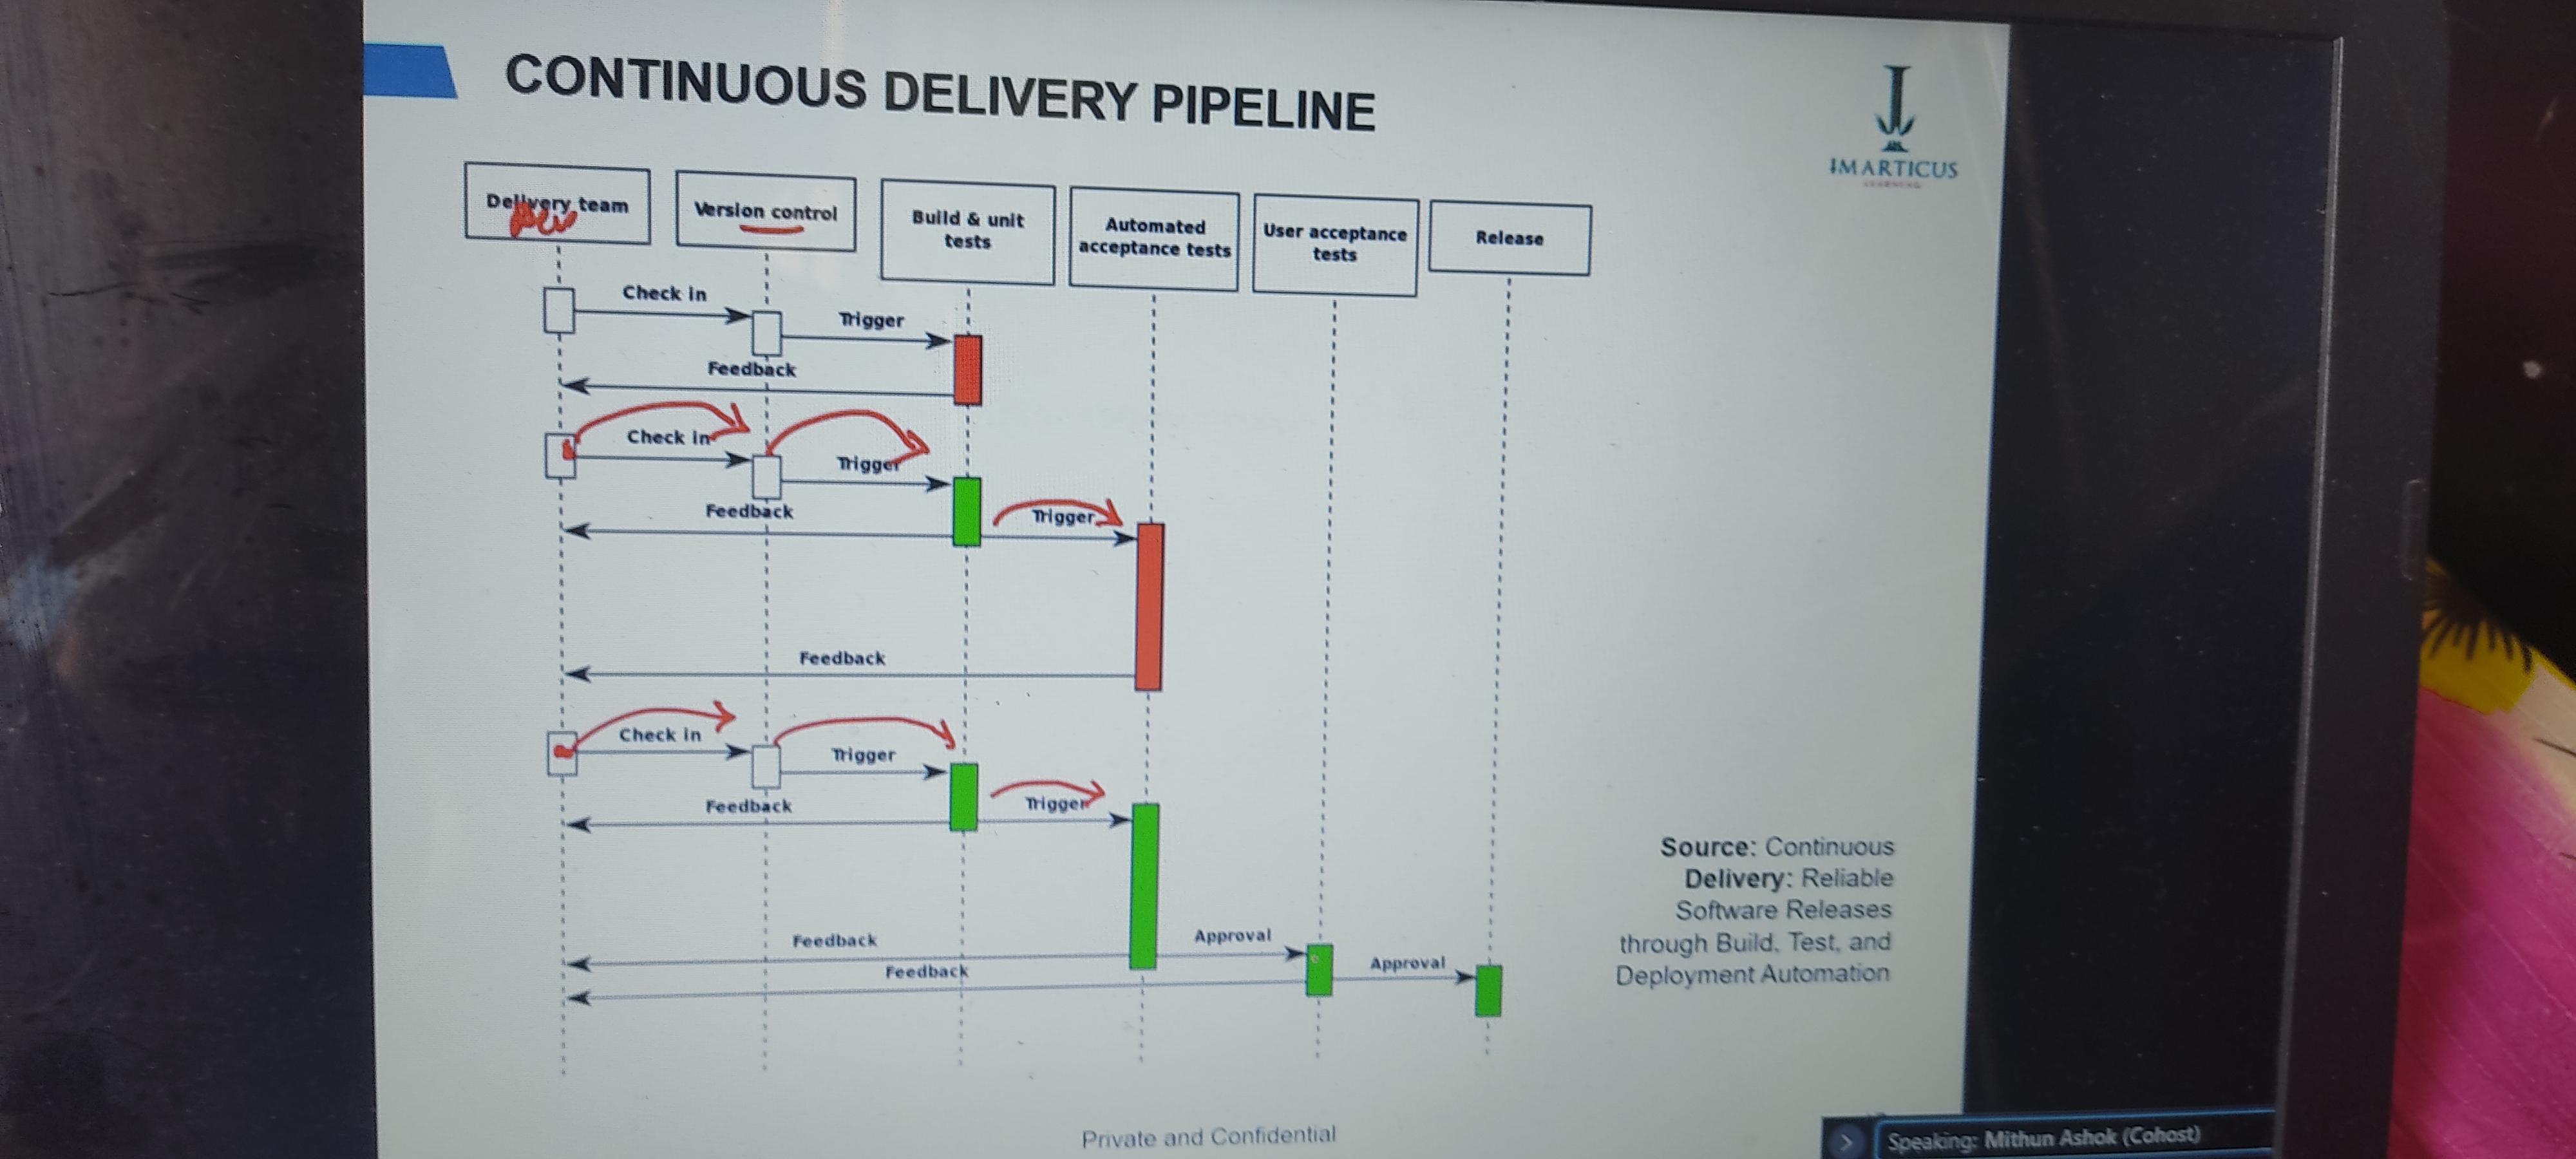 CONTINUOUS DELIVERY PIPELINE
IMARTICUS
LEARNING
Delivery team
Version control
Build & unit
tests
Automated
acceptance tests
User acceptance
tests
Release
Check in
Trigger
Feedback
Check in
Trigger
Feedback
Trigger
Feedback
Check in
Trigger
Feedback
Trigger
Feedback
Approval
Feedback
Approval
Source: Continuous
Delivery: Reliable
Software Releases
through Build, Test, and
Deployment Automation
Private and Confidential
Speaking: Mithun Ashok (Cohost)